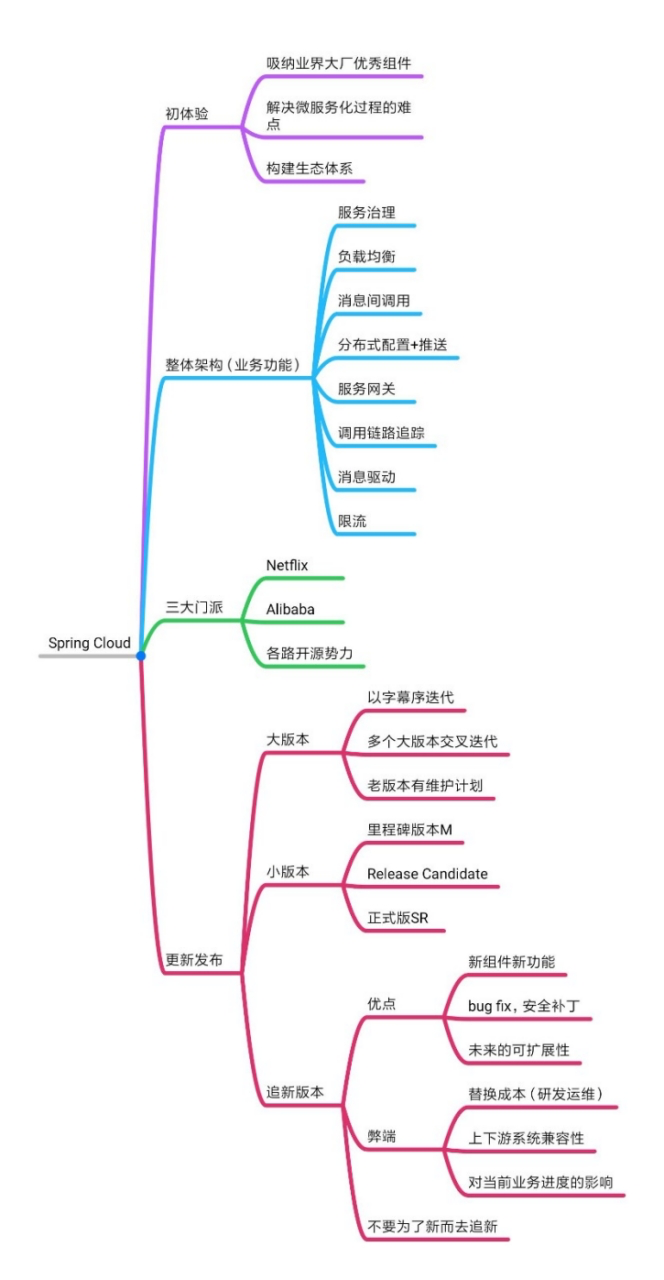 吸纳业界大厂优秀组件
初体验
解决微服务化过程的难
点
构建生态体系
服务治理
负载均衡
消息间调用
分布式配置+推送
整体架构（业务功能）
服务网关
调用链路追踪
消息驱动
限流
Netflix
三大门派
Alibaba
Spring Cloud
各路开源势力
以字幕序迭代
大版本
多个大版本交叉迭代
老版本有维护计划
里程碑版本M
小版本
Release Candidate
正式版SR
更新发布
新组件新功能
优点
bug fix，安全补丁
未来的可扩展性
追新版本
替换成本（研发运维）
弊端
上下游系统兼容性
对当前业务进度的影响
不要为了新而去追新